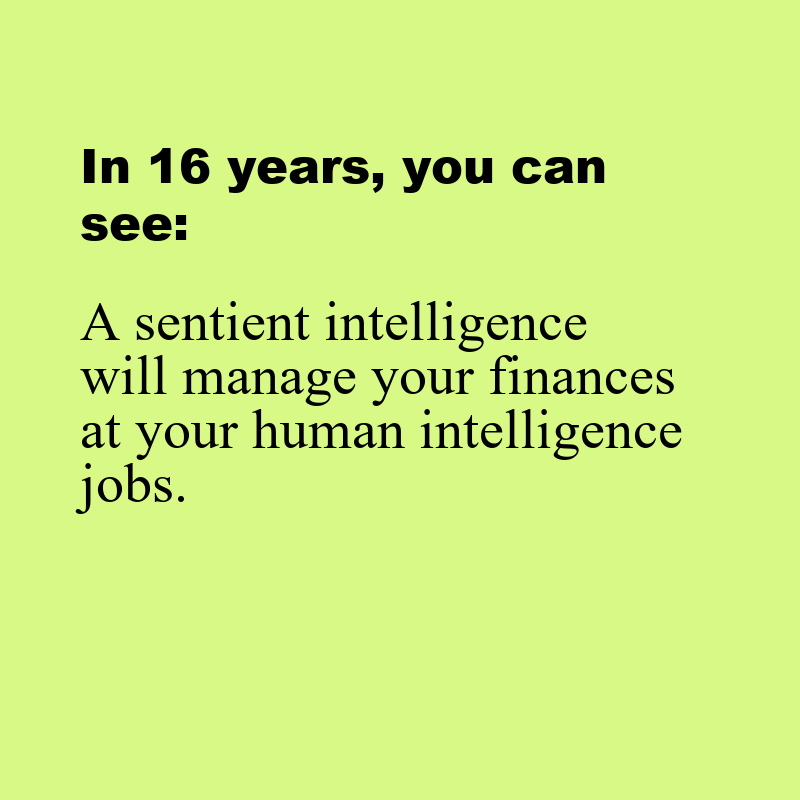 In 16 years, you can
see:
A sentient intelligence
will manage your finances
at your human intelligence
jobs.